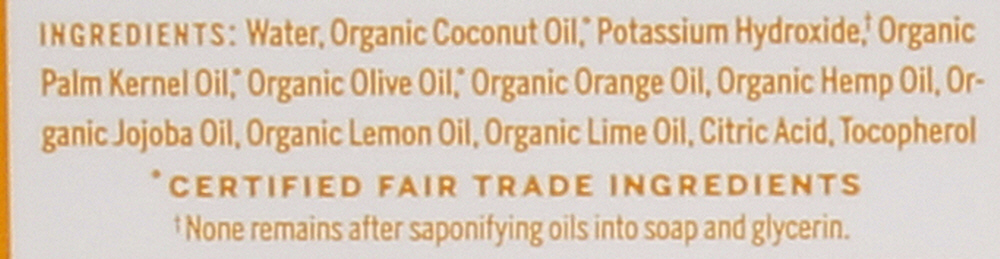 INGREDIENTS: Water, Organic Coconut Oil,* Potassium Hydroxide,† Organic
Palm Kernel Oil,* Organic Olive Oil,* Organic Orange Oil, Organic Hemp Oil, Or-
ganic Jojoba Oil, Organic Lemon Oil, Organic Lime Oil, Citric Acid, Tocopherol
*CERTIFIED FAIR TRADE INGREDIENTS
†None remains after saponifying oils into soap and glycerin.